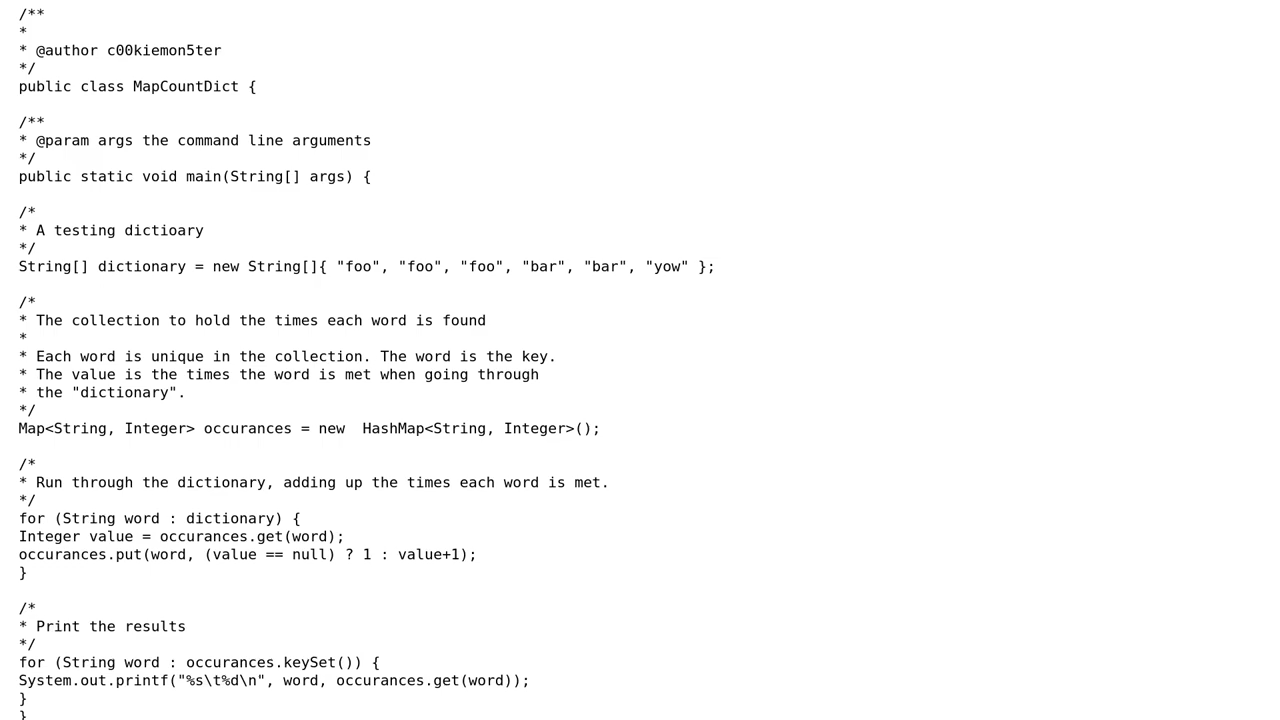 /**
*
* @author c00kiemon5ter
*/
public class MapCountDict {
/**
* @param args the command line arguments
*/
public static void main(String[] args) {
/*
* A testing dictioary
*/
String[] dictionary = new String[]{ "foo", "foo", "foo", "bar", "bar", "yow" };
/*
* The collection to hold the times each word is found
*
* Each word is unique in the collection. The word is the key.
* The value is the times the word is met when going through
* the "dictionary".
*/
Map<String, Integer> occurances = new  HashMap<String, Integer>();
/*
* Run through the dictionary, adding up the times each word is met.
*/
for (String word : dictionary) {
Integer value = occurances.get(word);
occurances.put(word, (value == null) ? 1 : value+1);
}
/*
* Print the results
*/
for (String word : occurances.keySet()) {
System.out.printf("%s\t%d\n", word, occurances.get(word));
}
}